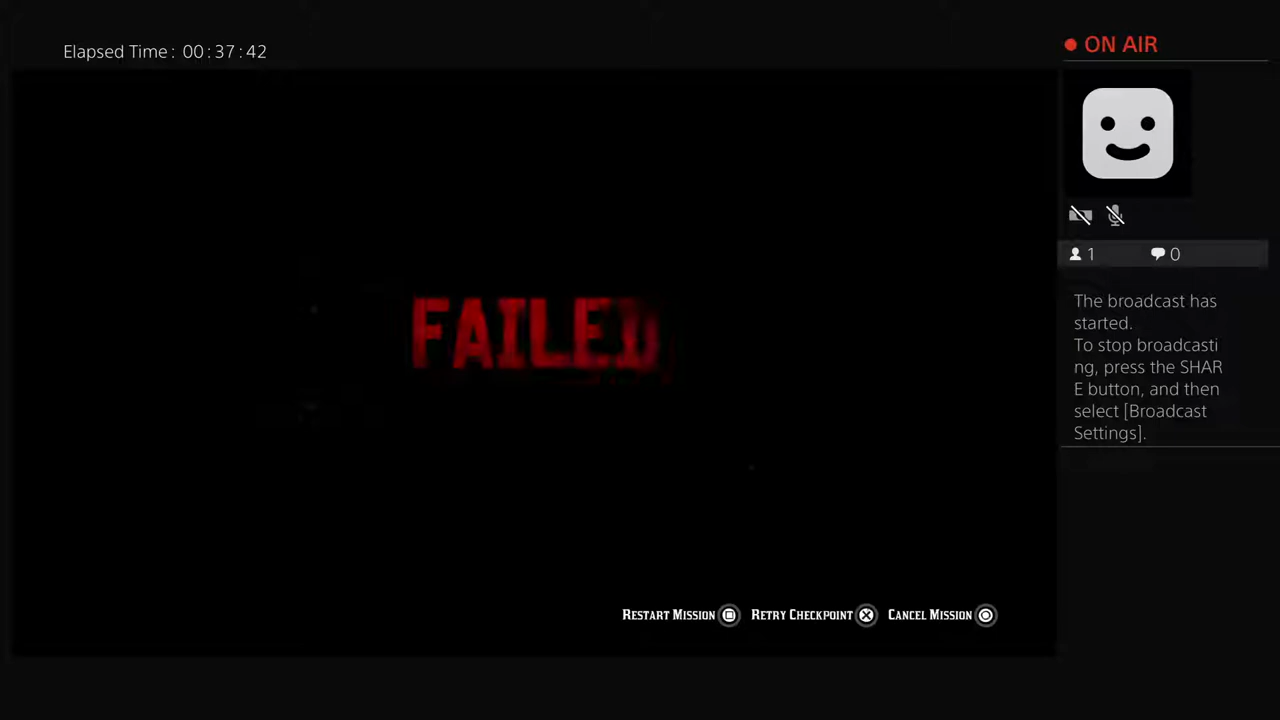 Elapsed Time: 00:37:42
ON AIR
1
0
The broadcast has
started.
To stop broadcasti
ng, press the SHAR
E button, and then
select [Broadcast
Settings].
FAILED
RESTART MISSION
RETRY CHECKPOINT
CANCEL MISSION